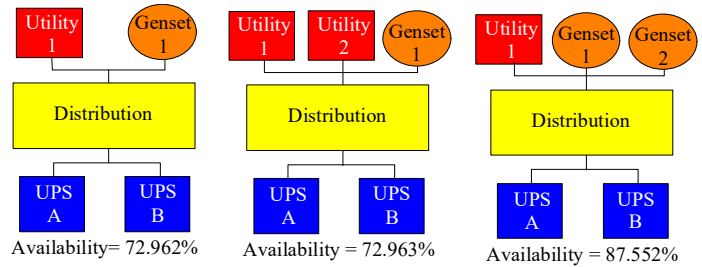 Utility
1
Genset
1
Distribution
UPS
A
UPS
B
Availability= 72.962%
Utility
1
Utility
2
Genset
1
Distribution
UPS
A
UPS
B
Availability = 72.963%
Utility
1
Genset
1
Genset
2
Distribution
UPS
A
UPS
B
Availability = 87.552%